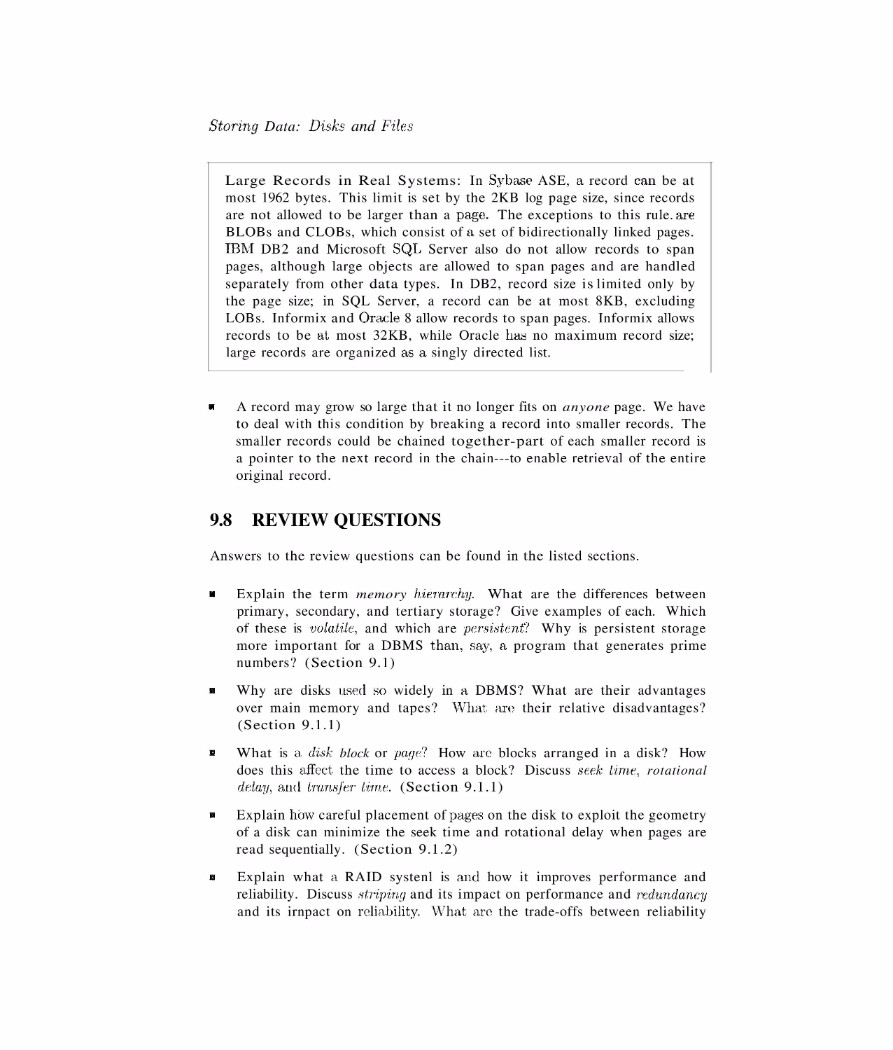 Storing Data: Disks and Files
Large Records in Real Systems: In Sybase ASE, a record can be at
most 1962 bytes. This limit is set by the 2KB log page size, since records
are not allowed to be larger than a page. The exceptions to this rule.are
BLOBs and CLOBs, which consist of a set of bidirectionally linked pages.
IBM DB2 and Microsoft SQL Server also do not allow records to span
pages, although large objects are allowed to span pages and are handled
separately from other data types. In DB2, record size is limited only by
the page size; in SQL Server, a record can be at most 8KB, excluding
LOBs. Informix and Oracle 8 allow records to span pages. Informix allows
records to be at most 32KB, while Oracle has no maximum record size;
large records are organized as a singly directed list.
■ A record may grow so large that it no longer fits on anyone page. We have
to deal with this condition by breaking a record into smaller records. The
smaller records could be chained together-part of each smaller record is
a pointer to the next record in the chain---to enable retrieval of the entire
original record.
9.8 REVIEW QUESTIONS
Answers to the review questions can be found in the listed sections.
■ Explain the term memory hierarchy. What are the differences between
primary, secondary, and tertiary storage? Give examples of each. Which
of these is volatile, and which are persistent? Why is persistent storage
more important for a DBMS than, say, a program that generates prime
numbers? (Section 9.1)
■ Why are disks used so widely in a DBMS? What are their advantages
over main memory and tapes? What are their relative disadvantages?
(Section 9.1.1)
■ What is a disk block or page? How are blocks arranged in a disk? How
does this affect the time to access a block? Discuss seek time, rotational
delay, and transfer time. (Section 9.1.1)
■ Explain how careful placement of pages on the disk to exploit the geometry
of a disk can minimize the seek time and rotational delay when pages are
read sequentially. (Section 9.1.2)
■ Explain what a RAID systenl is and how it improves performance and
reliability. Discuss striping and its impact on performance and redundancy
and its irnpact on reliability. What are the trade-offs between reliability